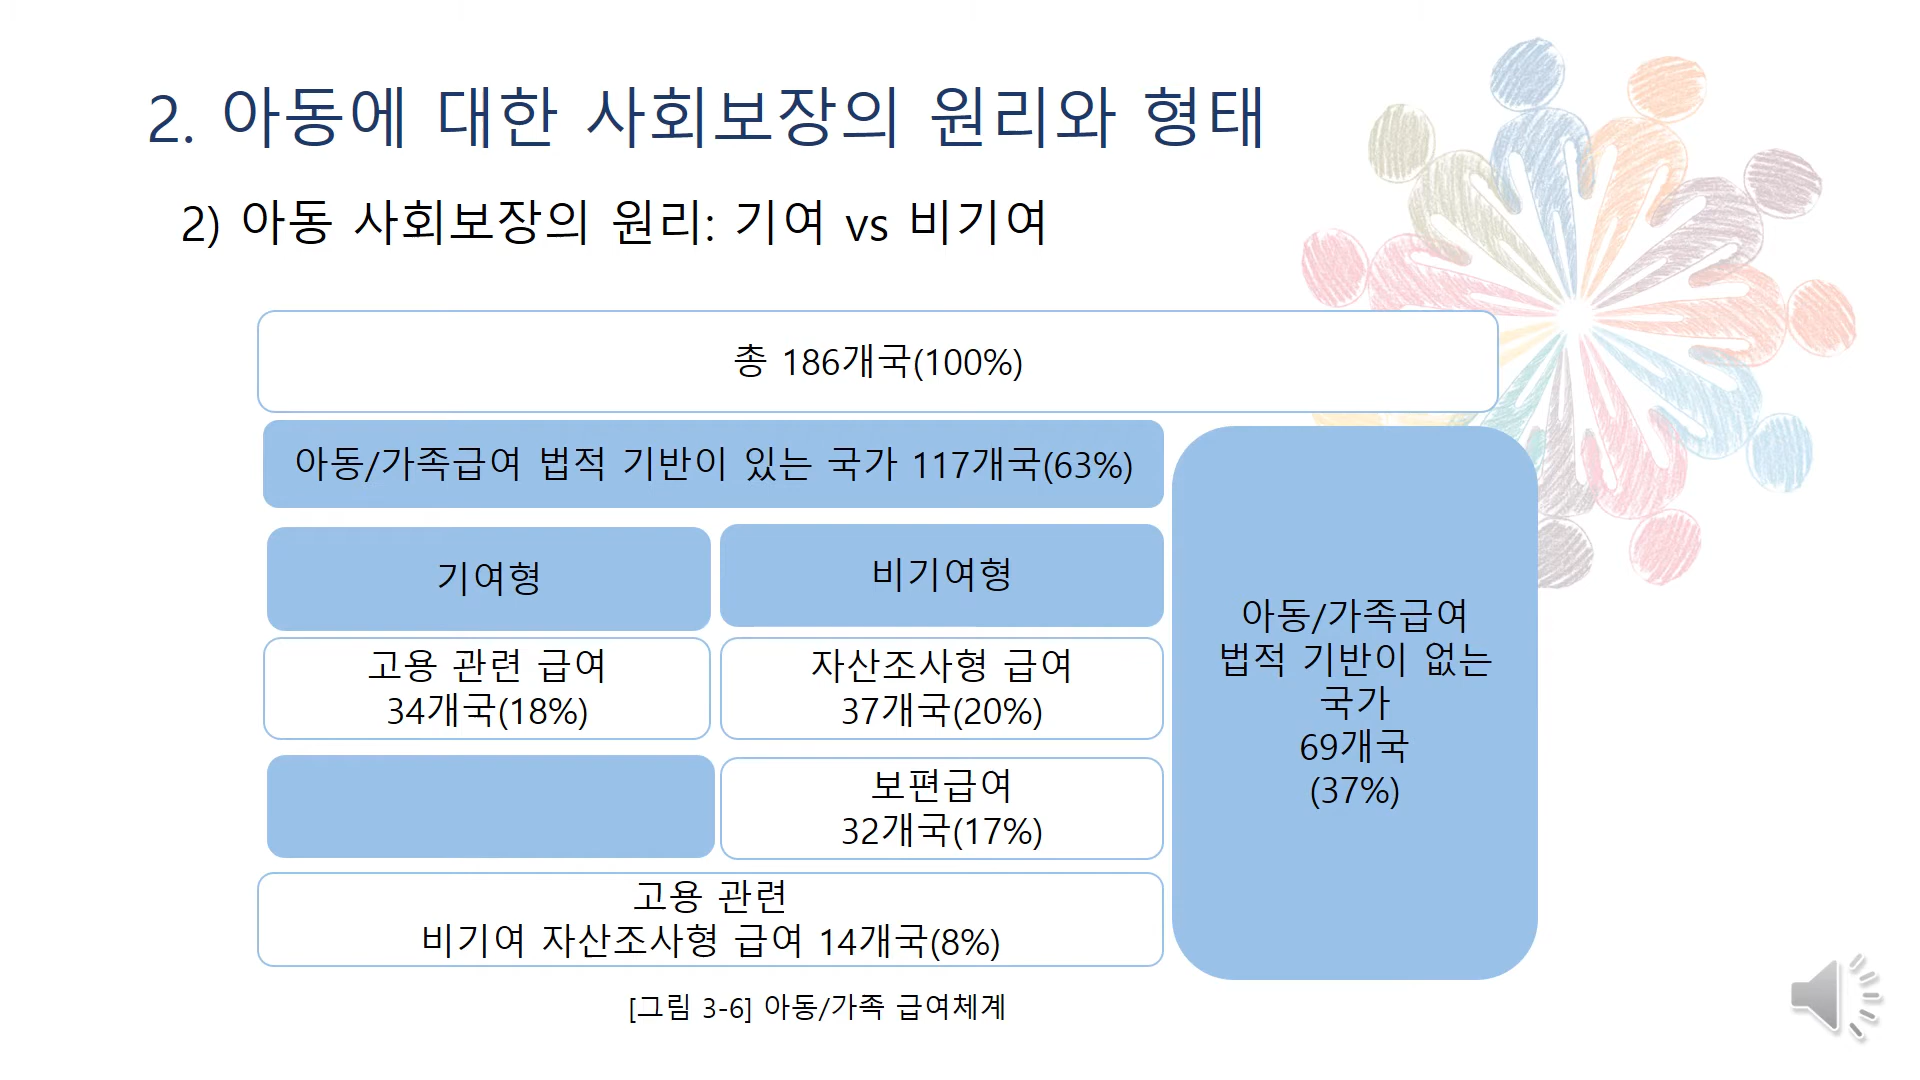 2. 아동에 대한 사회보장의 원리와 형태
2) 아동 사회보장의 원리: 기여 vs 비기여
총 186개국(100%)
아동/가족급여 법적 기반이 있는 국가 117개국(63%)
기여형
비기여형
고용 관련 급여
34개국(18%)
자산조사형 급여
37개국(20%)
보편급여
32개국(17%)
고용 관련
비기여 자산조사형 급여 14개국(8%)
아동/가족급여
법적 기반이 없는
국가
69개국
(37%)
[그림 3-6] 아동/가족 급여체계